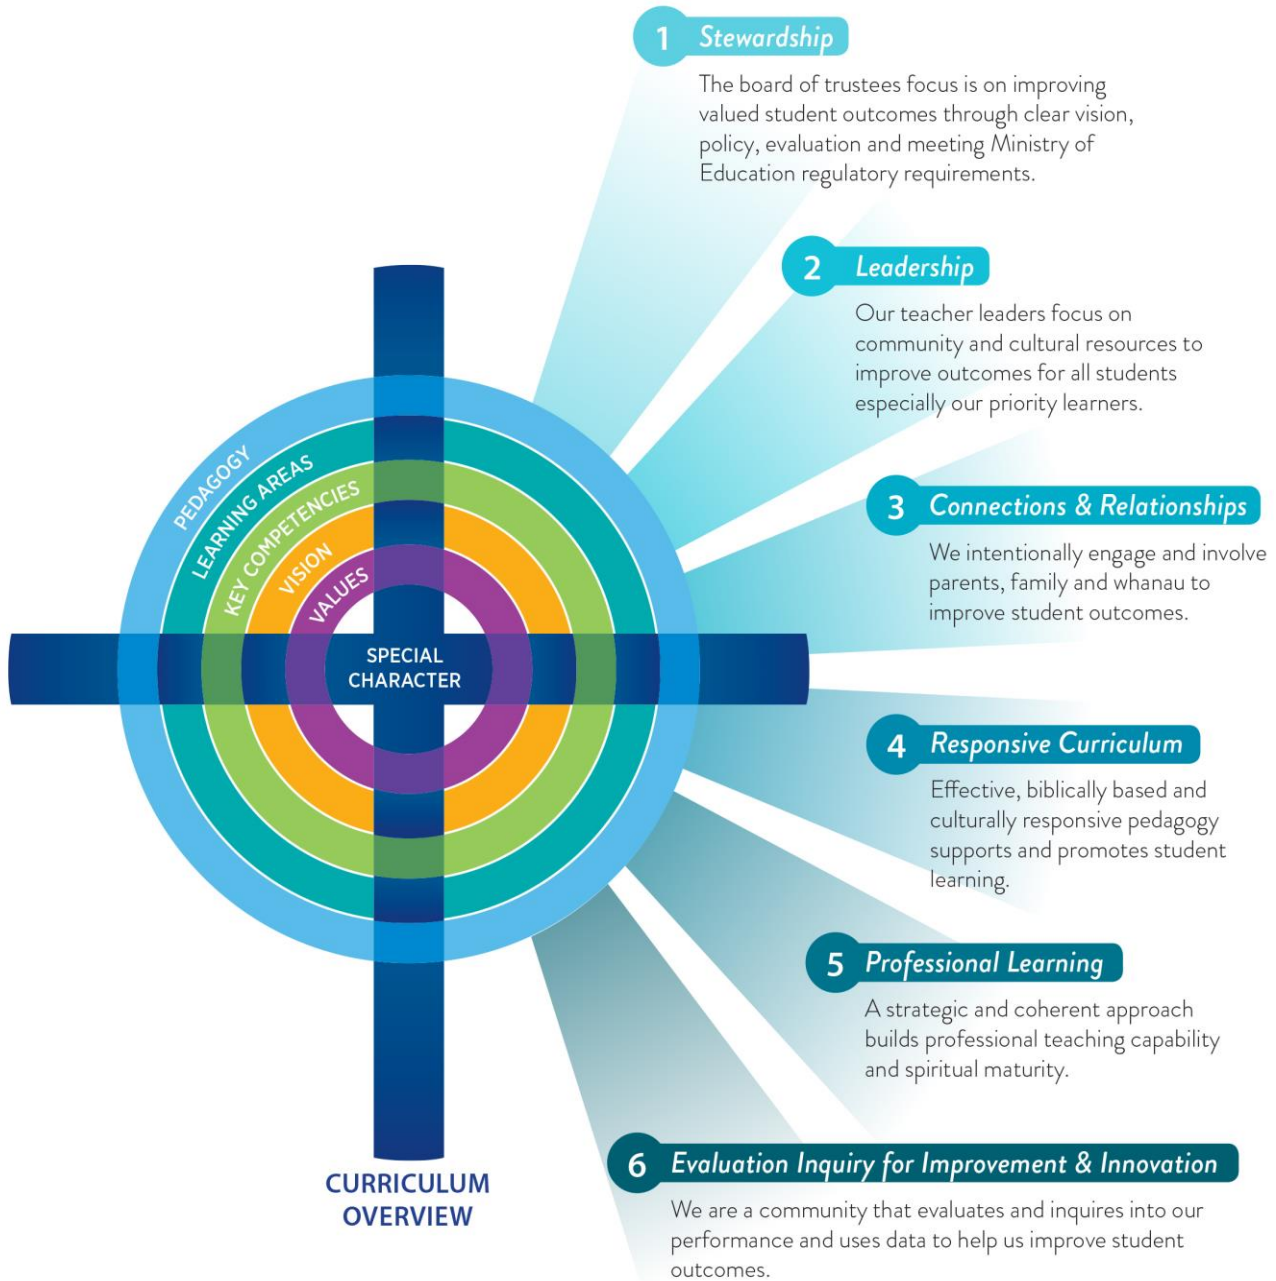 1 Stewardship
The board of trustees focus is on improving
valued student outcomes through clear vision,
policy, evaluation and meeting Ministry of
Education regulatory requirements.
2 Leadership
Our teacher leaders focus on
community and cultural resources to
improve outcomes for all students
especially our priority learners.
3 Connections & Relationships
We intentionally engage and involve
parents, family and whanau to
improve student outcomes.
4 Responsive Curriculum
Effective, biblically based and
culturally responsive pedagogy
supports and promotes student
learning.
5 Professional Learning
A strategic and coherent approach
builds professional teaching capability
and spiritual maturity.
6 Evaluation Inquiry for Improvement & Innovation
We are a community that evaluates and inquires into our
performance and uses data to help us improve student
outcomes.
PEDAGOGY
LEARNING AREAS
KEY COMPETENCIES
VISION
VALUES
SPECIAL
CHARACTER
CURRICULUM
OVERVIEW